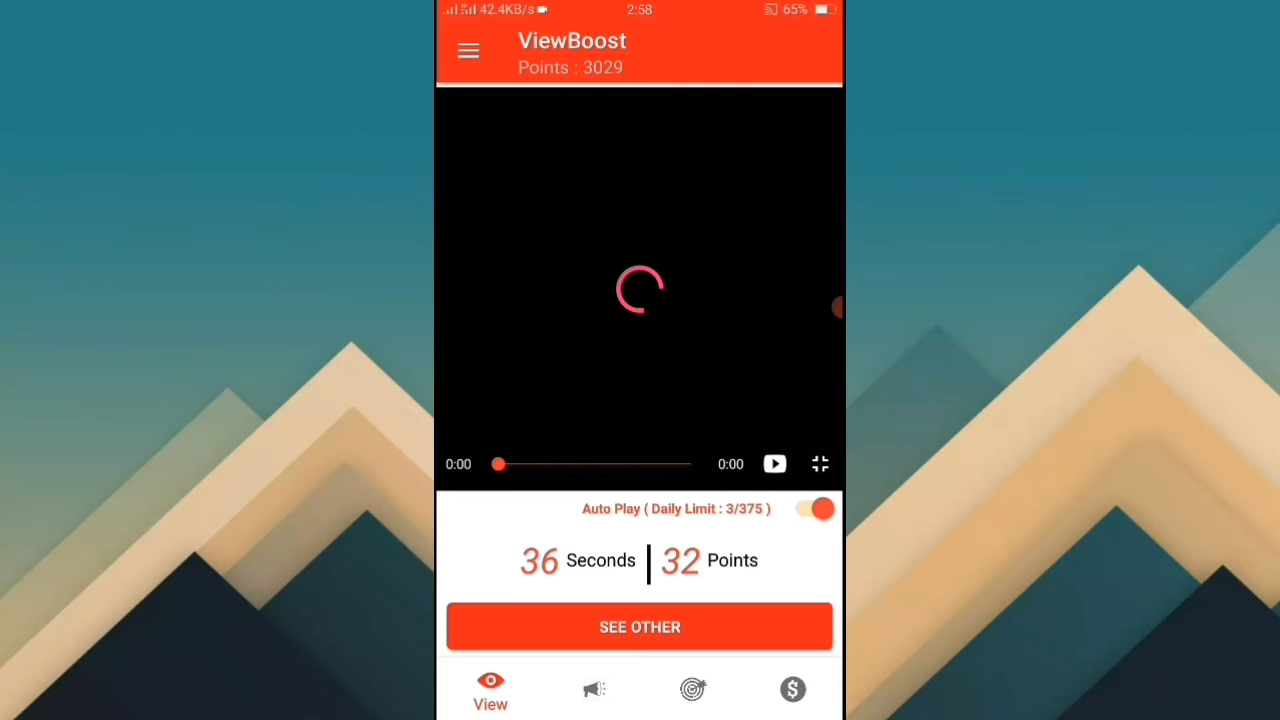 42.4KB/s 2:58 65%
ViewBoost
Points : 3029
0:00 0:00
Auto Play ( Daily Limit : 3/375 )
36 Seconds 32 Points
SEE OTHER
View